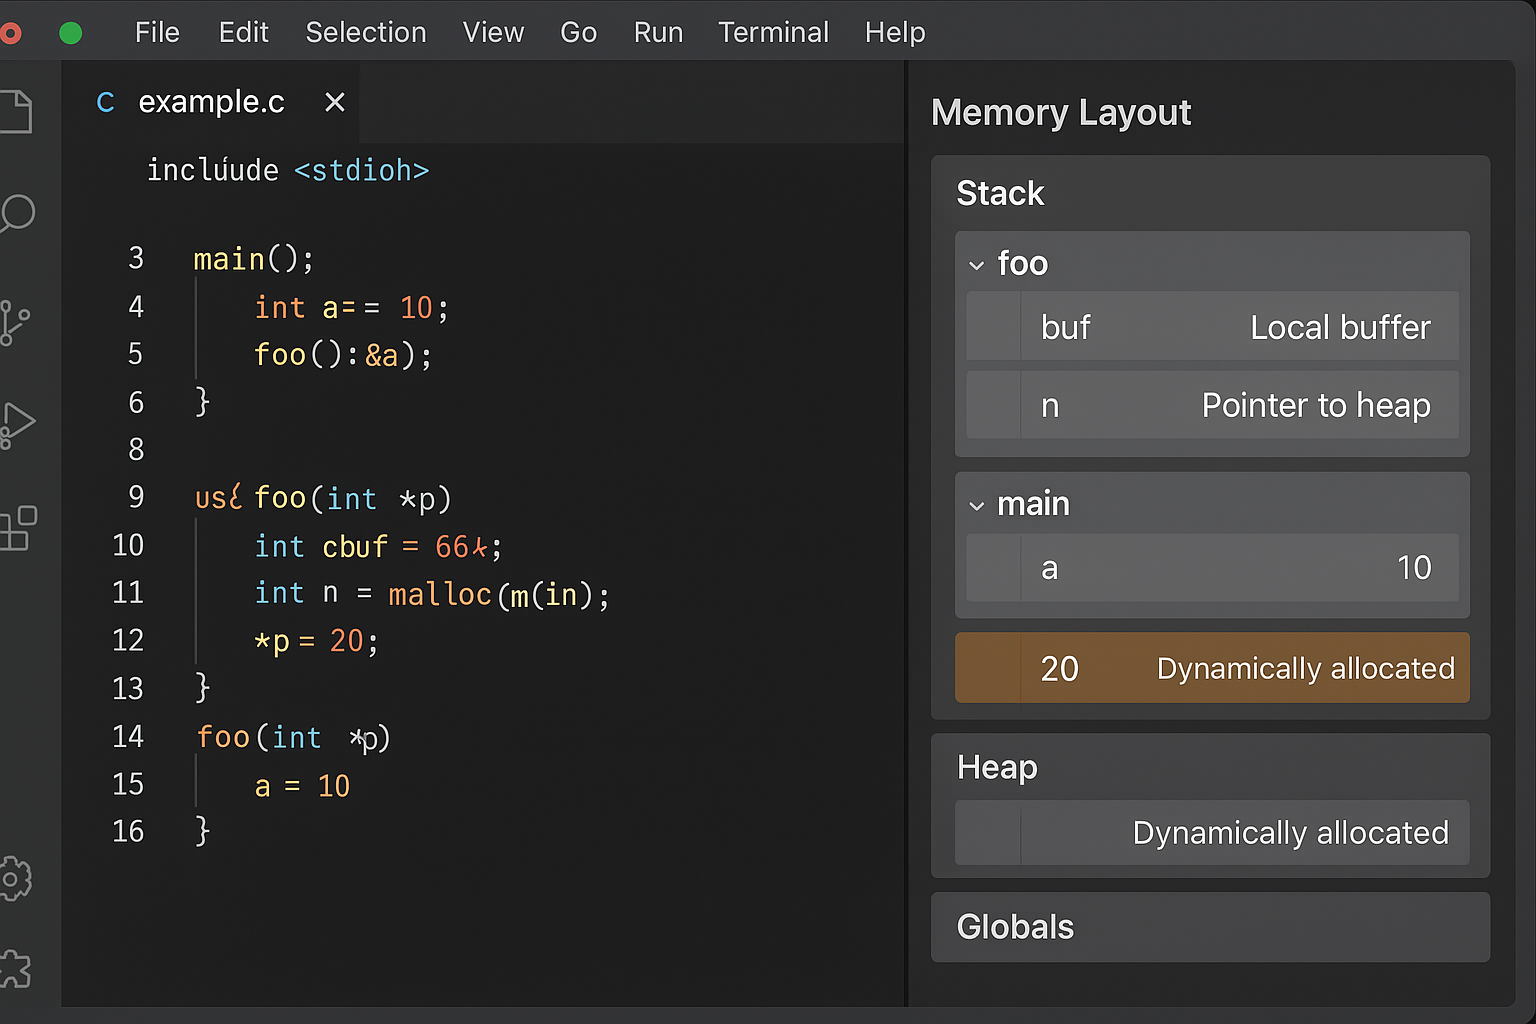 File Edit Selection View Go Run Terminal Help
C example.c ×
<stdioh>
3 main();
4 int a= = 10;
5 foo():&a);
6 }
8
9 foo(int *p)
10 int cbuf = 66k;
11 int n = malloc(m(in);
12 *p = 20;
13 }
14 foo(int *p)
15 a = 10
16 }
Memory Layout
Stack
foo
buf Local buffer
n Pointer to heap
main
a 10
20 Dynamically allocated
Heap
Dynamically allocated
Globals